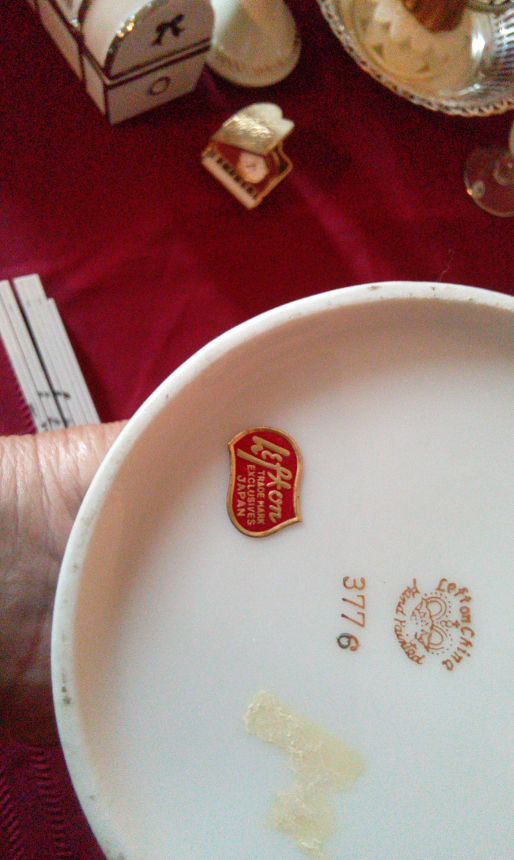 Lefton
TRADE MARK
EXCLUSIVES
JAPAN
Lefton China
Hand Painted
3776